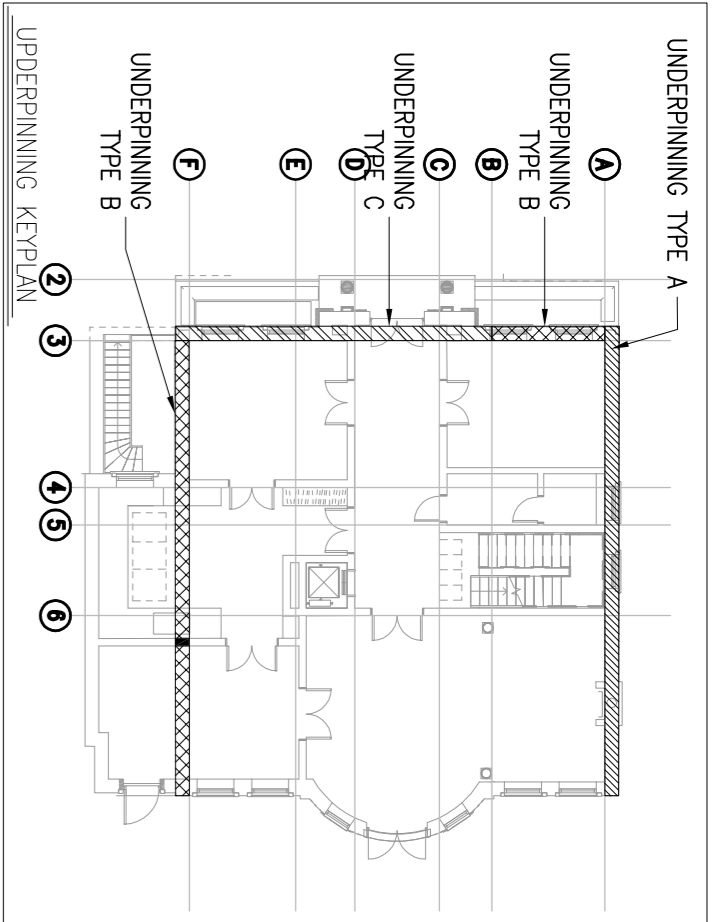 UNDERPINNING TYPE A
UNDERPINNING
TYPE B
UNDERPINNING
TYPE C
UNDERPINNING
TYPE B
A
B
C
D
E
F
2
3
4
5
6
UPDERPINNING KEYPLAN